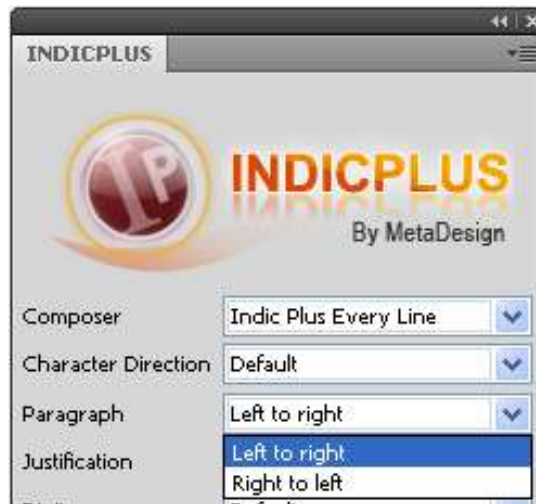 INDICPLUS
IP INDICPLUS
By MetaDesign
Composer Indic Plus Every Line
Character Direction Default
Paragraph Left to right
Left to right
Justification
Right to left